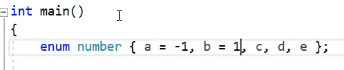 int main()
{
enum number { a = -1, b = 1, c, d, e };